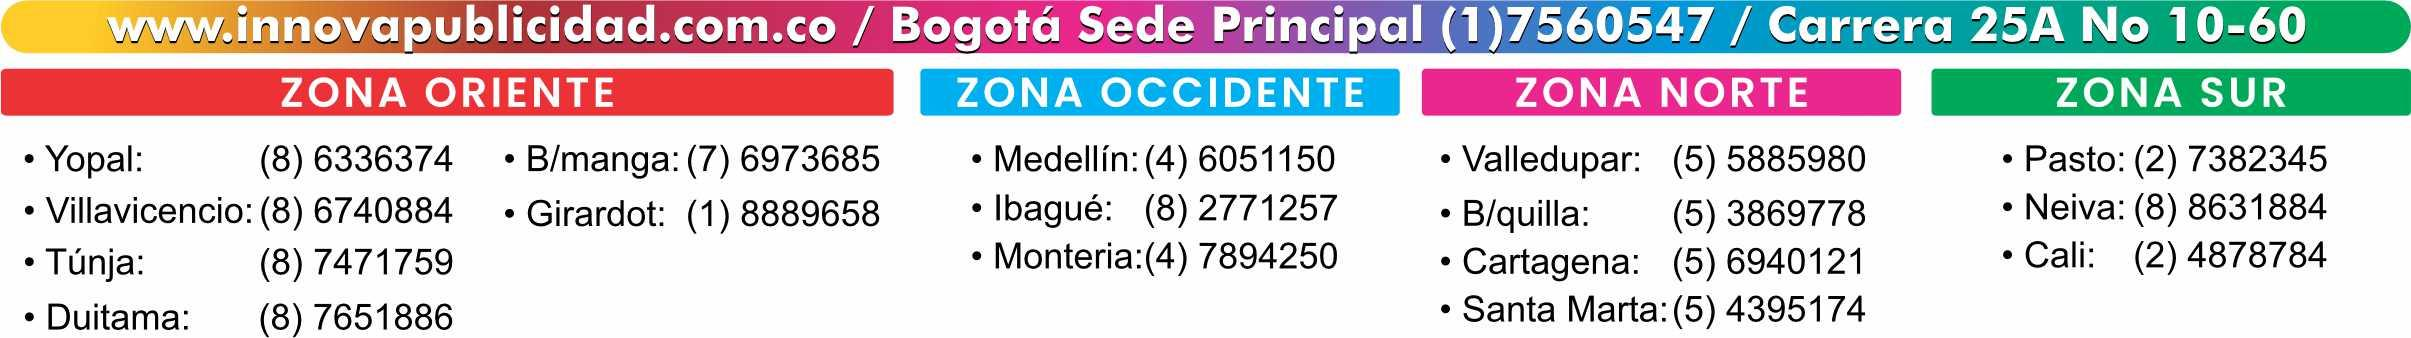 www.innovapublicidad.com.co / Bogotá Sede Principal (1)7560547 / Carrera 25A No 10-60
ZONA ORIENTE
• Yopal: (8) 6336374
• Villavicencio: (8) 6740884
• Túnja: (8) 7471759
• Duitama: (8) 7651886
• B/manga: (7) 6973685
• Girardot: (1) 8889658
ZONA OCCIDENTE
• Medellín: (4) 6051150
• Ibagué: (8) 2771257
• Monteria: (4) 7894250
ZONA NORTE
• Valledupar: (5) 5885980
• B/quilla: (5) 3869778
• Cartagena: (5) 6940121
• Santa Marta: (5) 4395174
ZONA SUR
• Pasto: (2) 7382345
• Neiva: (8) 8631884
• Cali: (2) 4878784